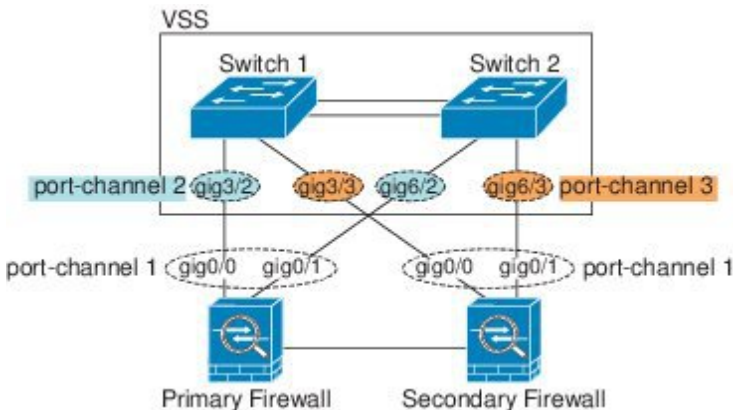 VSS
Switch 1 Switch 2
port-channel 2 gig3/2 gig3/3 gig6/2 gig6/3 port-channel 3
port-channel 1 gig0/0 gig0/1 gig0/0 gig0/1 port-channel 1
Primary Firewall Secondary Firewall